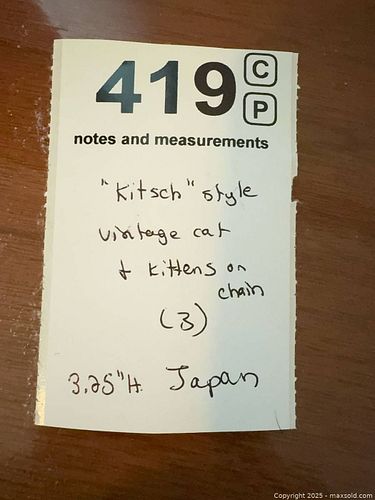 419 C
P
notes and measurements
"Kitsch" style
vintage cat
+ kittens on
chain
(3)
3.25"H. Japan
Copyright 2025 - maxsold.com